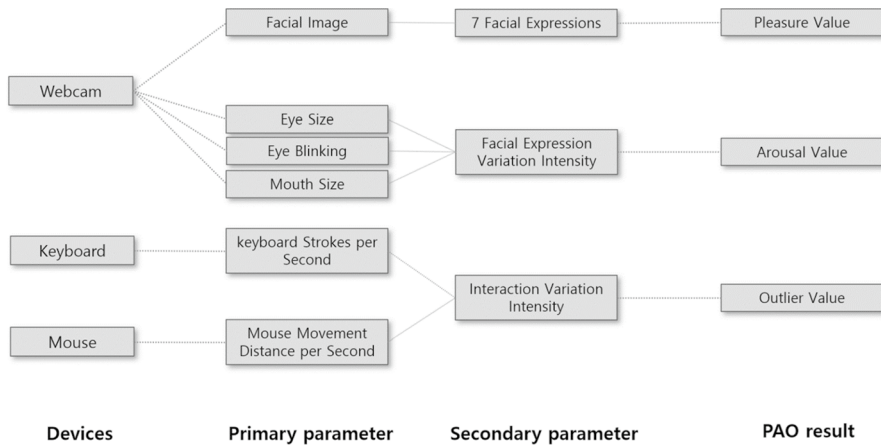 Facial Image
7 Facial Expressions
Pleasure Value
Webcam
Eye Size
Eye Blinking
Mouth Size
Facial Expression
Variation Intensity
Arousal Value
Keyboard
keyboard Strokes per
Second
Interaction Variation
Intensity
Outlier Value
Mouse
Mouse Movement
Distance per Second
Devices
Primary parameter
Secondary parameter
PAO result